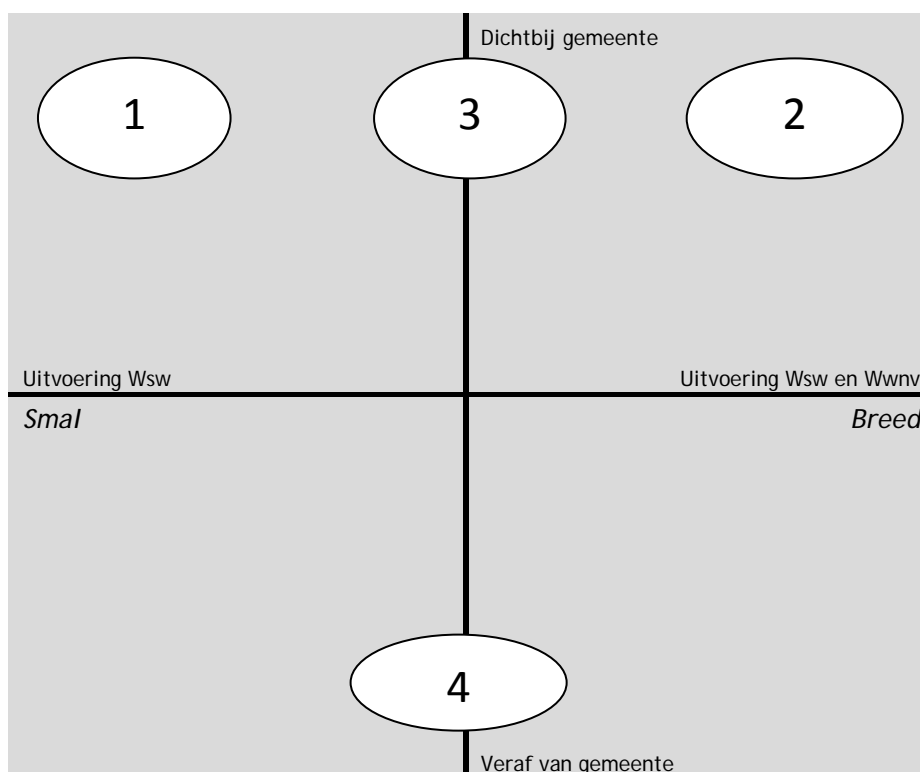 Dichtbij gemeente
1
3
2
Uitvoering Wsw
Uitvoering Wsw en Wwnv
Smal
Breed
4
Veraf van gemeente